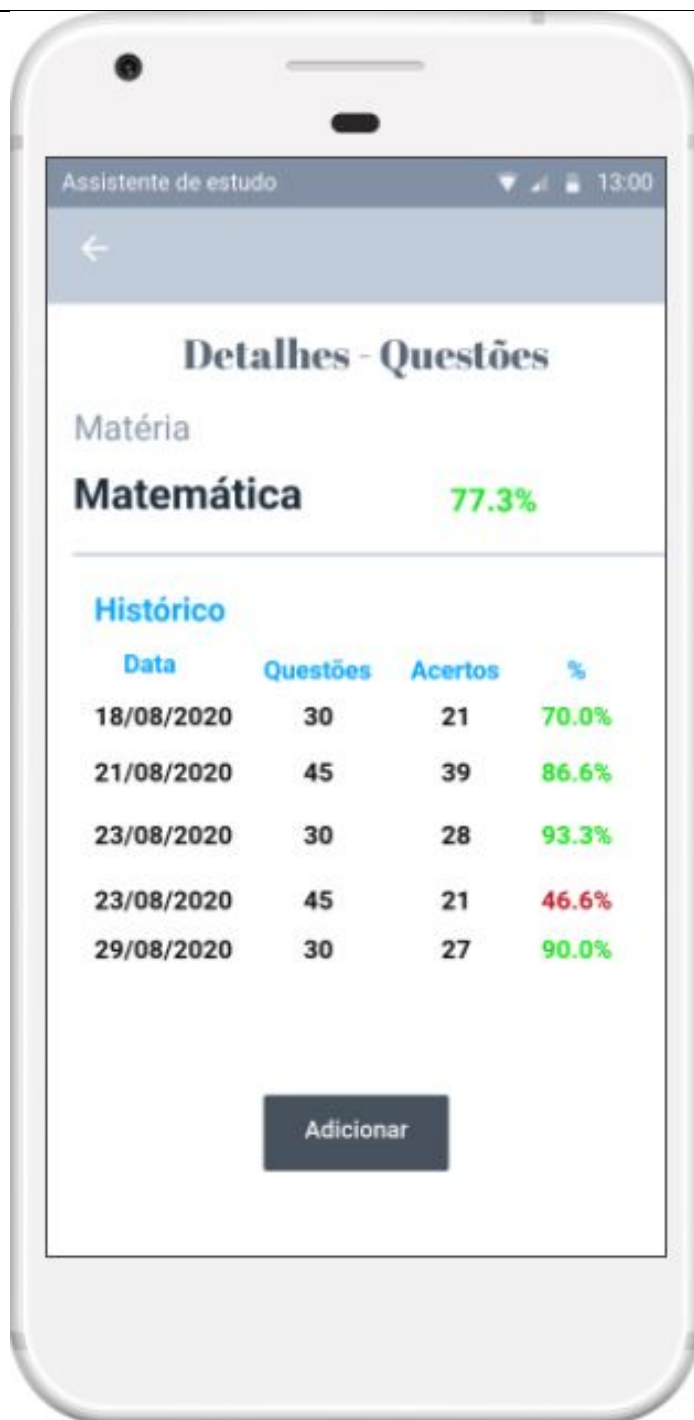 Assistente de estudo 13:00
Detalhes - Questões
Matéria
Matemática 77.3%
Histórico
Data Questões Acertos %
18/08/2020 30 21 70.0%
21/08/2020 45 39 86.6%
23/08/2020 30 28 93.3%
23/08/2020 45 21 46.6%
29/08/2020 30 27 90.0%
Adicionar